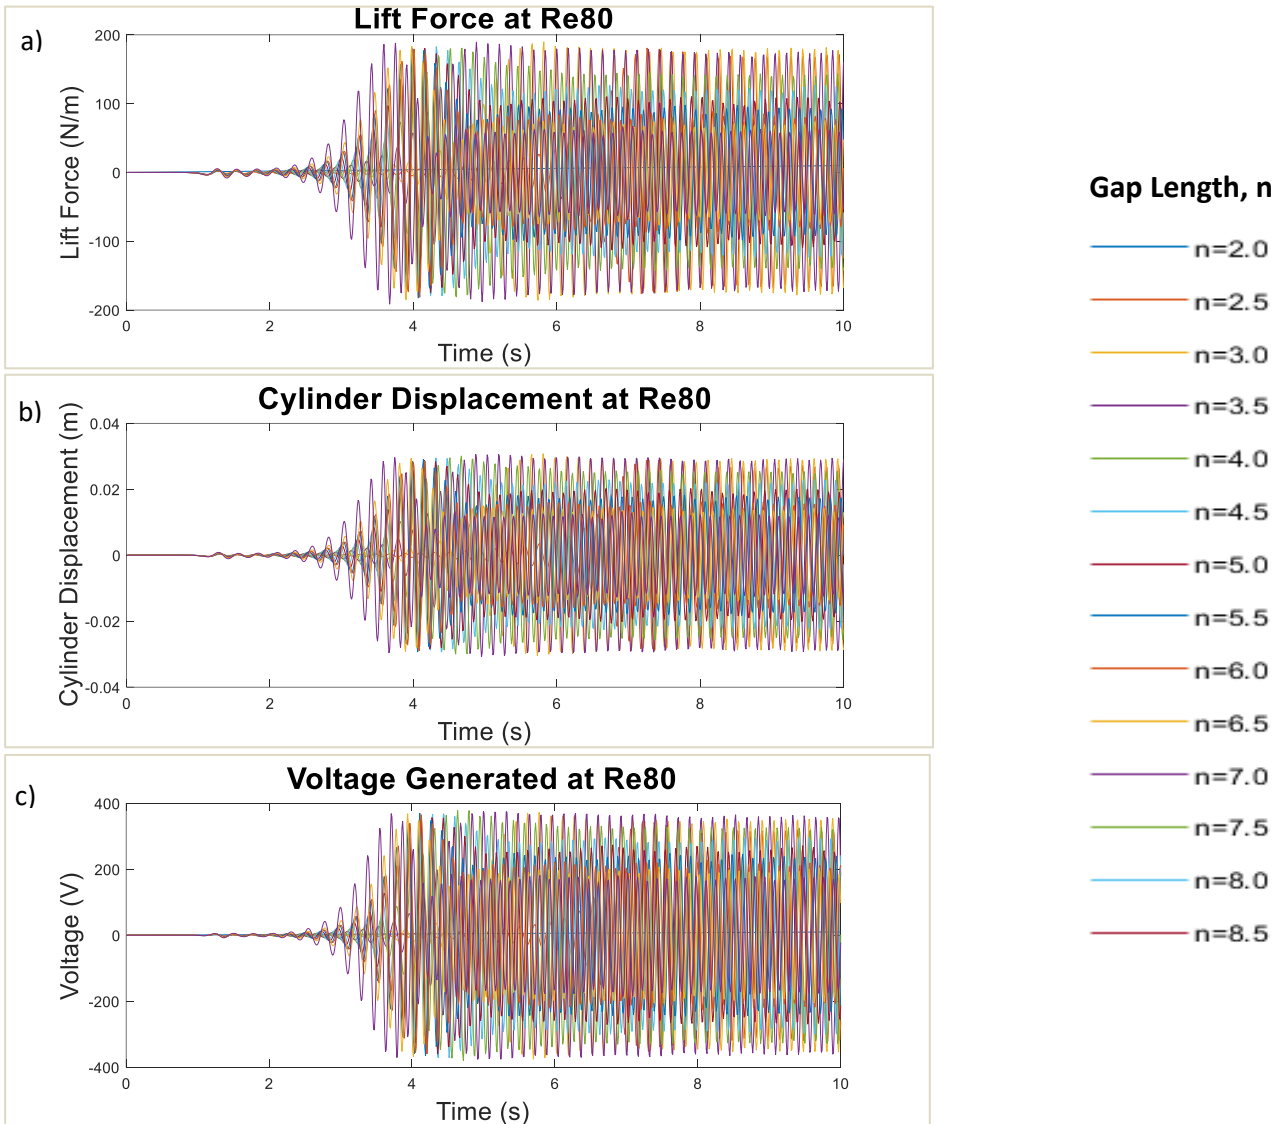 Lift Force at Re80
a)
200
100
0
-100
-200
Lift Force (N/m)
0 2 4 6 8 10
Time (s)
Cylinder Displacement at Re80
b)
0.04
0.02
0
-0.02
-0.04
Cylinder Displacement (m)
0 2 4 6 8 10
Time (s)
Voltage Generated at Re80
c)
400
200
0
-200
-400
Voltage (V)
0 2 4 6 8 10
Time (s)
Gap Length, n
n=2.0
n=2.5
n=3.0
n=3.5
n=4.0
n=4.5
n=5.0
n=5.5
n=6.0
n=6.5
n=7.0
n=7.5
n=8.0
n=8.5